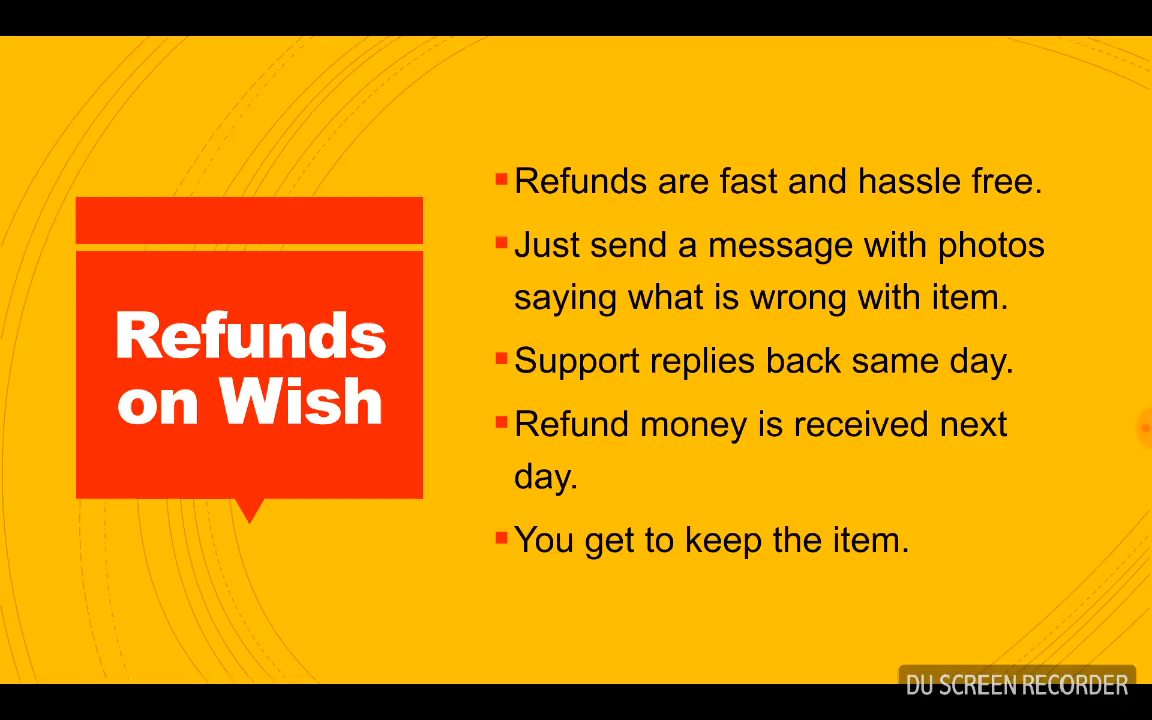 Refunds
on Wish
Refunds are fast and hassle free.
Just send a message with photos
saying what is wrong with item.
Support replies back same day.
Refund money is received next
day.
You get to keep the item.
DU SCREEN RECORDER